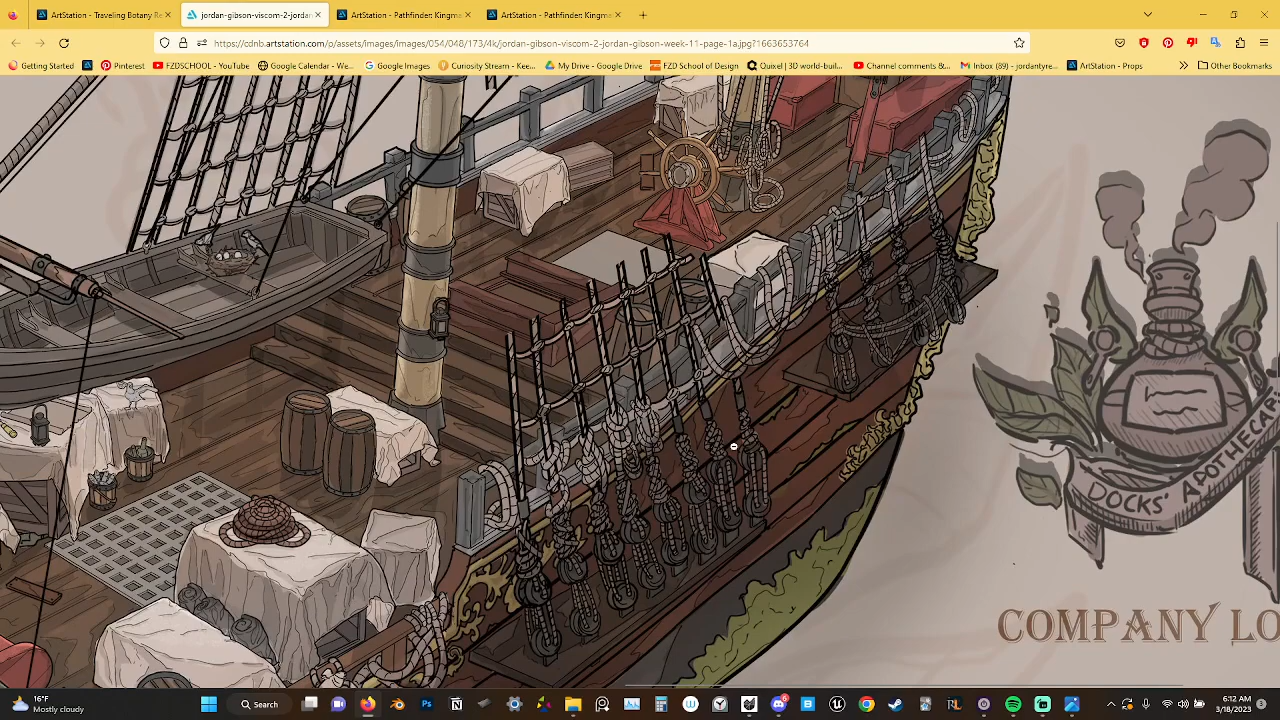 ArtStation - Traveling Botany Re
jordan-gibson-viscom-2-jordan
ArtStation - Pathfinder: Kingma
ArtStation - Pathfinder: Kingma
https://cdnb.artstation.com/p/assets/images/images/054/048/173/4k/jordan-gibson-viscom-2-jordan-gibson-week-11-page-1a.jpg?1663653764
Getting Started
ArtStation
Pinterest
FZDSCHOOL - YouTube
Google Calendar - We...
Google Images
Curiosity Stream - Kee...
My Drive - Google Drive
FZD School of Design
Quixel | 3D world-buil...
Channel comments &...
Inbox (89) - jordantyre...
ArtStation - Props
Other Bookmarks
DOCKS' APOTHECAR
COMPANY LO
16°F
Mostly cloudy
Search
6:12 AM
3/18/2023